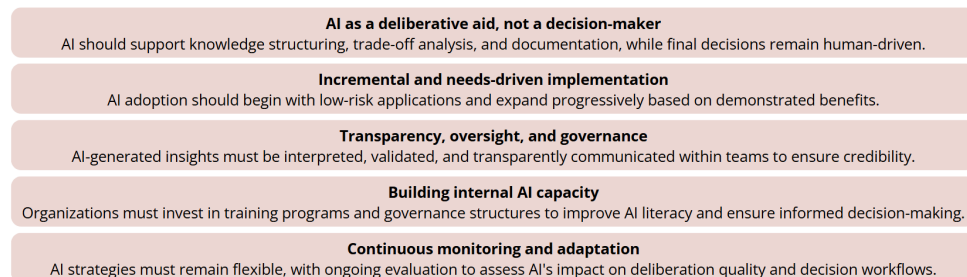 AI as a deliberative aid, not a decision-maker
AI should support knowledge structuring, trade-off analysis, and documentation, while final decisions remain human-driven.
Incremental and needs-driven implementation
AI adoption should begin with low-risk applications and expand progressively based on demonstrated benefits.
Transparency, oversight, and governance
AI-generated insights must be interpreted, validated, and transparently communicated within teams to ensure credibility.
Building internal AI capacity
Organizations must invest in training programs and governance structures to improve AI literacy and ensure informed decision-making.
Continuous monitoring and adaptation
AI strategies must remain flexible, with ongoing evaluation to assess AI's impact on deliberation quality and decision workflows.